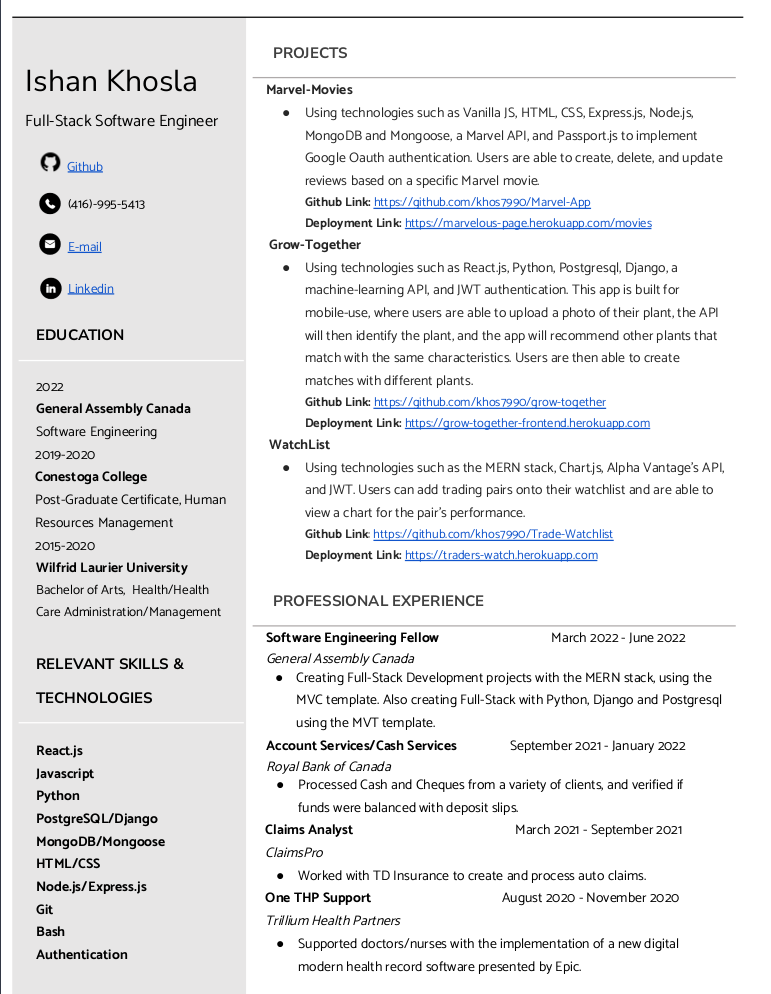 Ishan Khosla
Full-Stack Software Engineer
Github
(416)-995-5413
E-mail
Linkedin
EDUCATION
2022
General Assembly Canada
Software Engineering
2019-2020
Conestoga College
Post-Graduate Certificate, Human
Resources Management
2015-2020
Wilfrid Laurier University
Bachelor of Arts,  Health/Health
Care Administration/Management
RELEVANT SKILLS &
TECHNOLOGIES
React.js
Javascript
Python
PostgreSQL/Django
MongoDB/Mongoose
HTML/CSS
Node.js/Express.js
Git
Bash
Authentication
PROJECTS
Marvel-Movies
● Using technologies such as Vanilla JS, HTML, CSS, Express.js, Node.js,
MongoDB and Mongoose, a Marvel API, and Passport.js to implement
Google Oauth authentication. Users are able to create, delete, and update
reviews based on a specific Marvel movie.
Github Link: https://github.com/khos7990/Marvel-App
Deployment Link: https://marvelous-page.herokuapp.com/movies
Grow-Together
● Using technologies such as React.js, Python, Postgresql, Django, a
machine-learning API, and JWT authentication. This app is built for
mobile-use, where users are able to upload a photo of their plant, the API
will then identify the plant, and the app will recommend other plants that
match with the same characteristics. Users are then able to create
matches with different plants.
Github Link: https://github.com/khos7990/grow-together
Deployment Link: https://grow-together-frontend.herokuapp.com
WatchList
● Using technologies such as the MERN stack, Chart.js, Alpha Vantage's API,
and JWT. Users can add trading pairs onto their watchlist and are able to
view a chart for the pair's performance.
Github Link: https://github.com/khos7990/Trade-Watchlist
Deployment Link: https://traders-watch.herokuapp.com
PROFESSIONAL EXPERIENCE
Software Engineering Fellow March 2022 - June 2022
General Assembly Canada
● Creating Full-Stack Development projects with the MERN stack, using the
MVC template. Also creating Full-Stack with Python, Django and Postgresql
using the MVT template.
Account Services/Cash Services September 2021 - January 2022
Royal Bank of Canada
● Processed Cash and Cheques from a variety of clients, and verified if
funds were balanced with deposit slips.
Claims Analyst March 2021 - September 2021
ClaimsPro
● Worked with TD Insurance to create and process auto claims.
One THP Support August 2020 - November 2020
Trillium Health Partners
● Supported doctors/nurses with the implementation of a new digital
modern health record software presented by Epic.